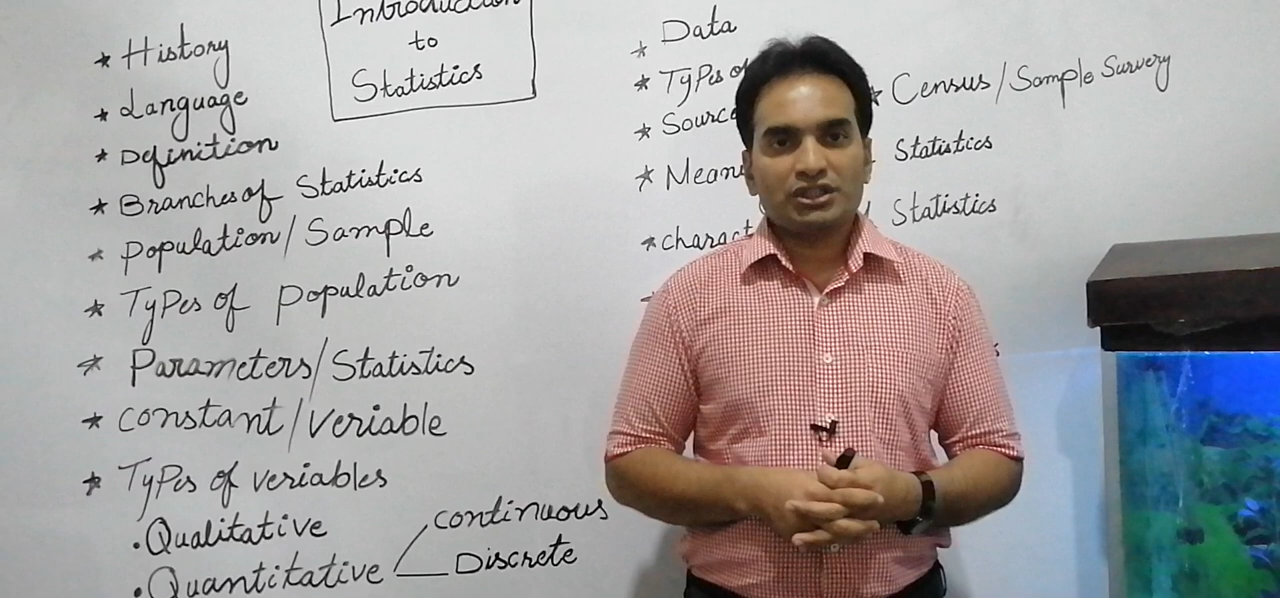 Introduction
to
Statistics
* History
* Language
* Definition
* Branches of Statistics
* Population / Sample
* Types of Population
* Parameters / Statistics
* Constant / Veriable
* Types of veriables
• Qualitative
• Quantitative
continuous
Discrete
* Data
* Types of
* Census / Sample Survery
* Source
* Mean Statistics
* charact Statistics